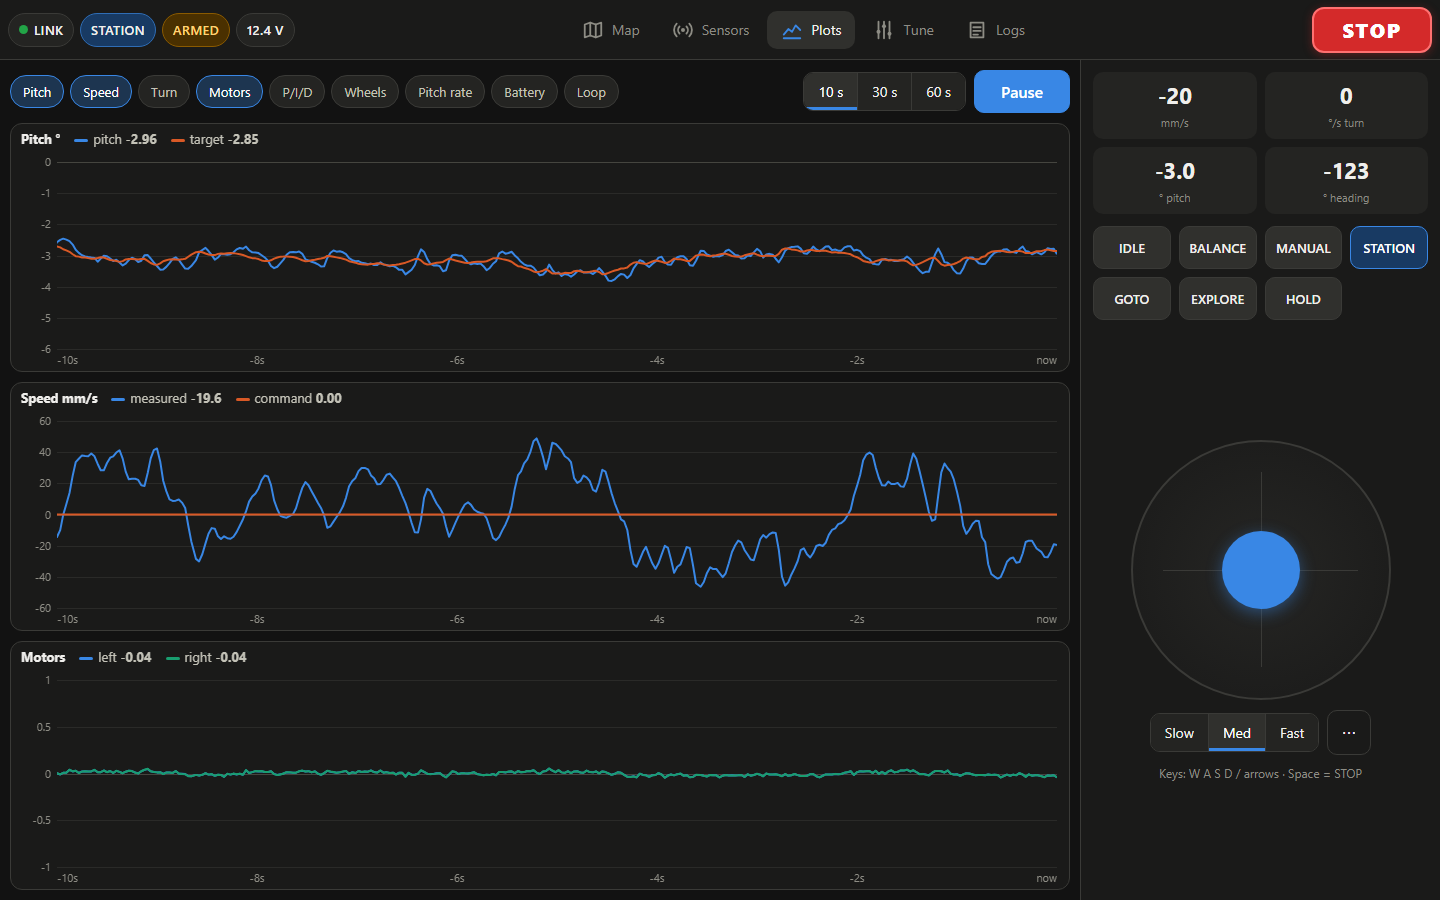 LINK STATION ARMED 12.4 V Map Sensors Plots Tune Logs STOP
Pitch Speed Turn Motors P/I/D Wheels Pitch rate Battery Loop 10 s 30 s 60 s Pause
Pitch ° pitch -2.96 target -2.85
0
-1
-2
-3
-4
-5
-6
-10s -8s -6s -4s -2s now
Speed mm/s measured -19.6 command 0.00
60
40
20
0
-20
-40
-60
-10s -8s -6s -4s -2s now
Motors left -0.04 right -0.04
1
0.5
0
-0.5
-1
-10s -8s -6s -4s -2s now
-20 0
mm/s °/s turn
-3.0 -123
° pitch ° heading
IDLE BALANCE MANUAL STATION
GOTO EXPLORE HOLD
Slow Med Fast ...
Keys: W A S D / arrows · Space = STOP